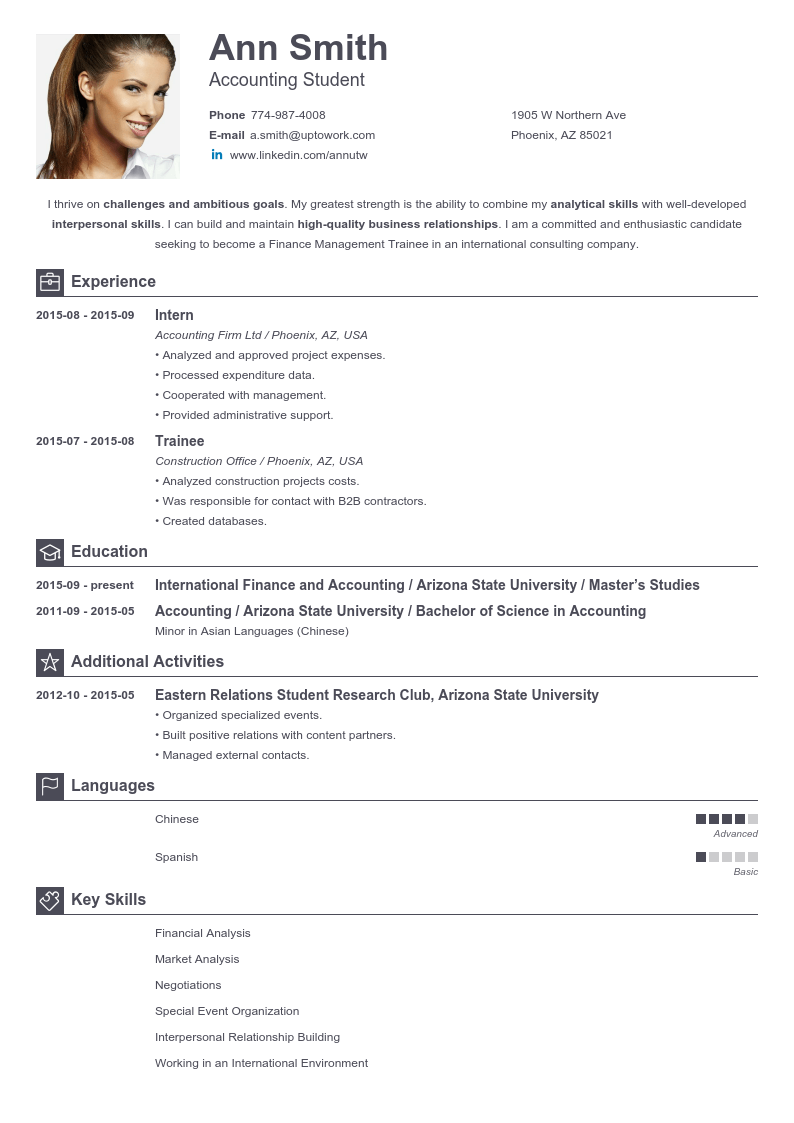 Ann Smith
Accounting Student
Phone 774-987-4008
1905 W Northern Ave
E-mail a.smith@uptowork.com
Phoenix, AZ 85021
in www.linkedin.com/annutw
I thrive on challenges and ambitious goals. My greatest strength is the ability to combine my analytical skills with well-developed
interpersonal skills. I can build and maintain high-quality business relationships. I am a committed and enthusiastic candidate
seeking to become a Finance Management Trainee in an international consulting company.
Experience
2015-08 - 2015-09 Intern
Accounting Firm Ltd / Phoenix, AZ, USA
• Analyzed and approved project expenses.
• Processed expenditure data.
• Cooperated with management.
• Provided administrative support.
2015-07 - 2015-08 Trainee
Construction Office / Phoenix, AZ, USA
• Analyzed construction projects costs.
• Was responsible for contact with B2B contractors.
• Created databases.
Education
2015-09 - present International Finance and Accounting / Arizona State University / Master’s Studies
2011-09 - 2015-05 Accounting / Arizona State University / Bachelor of Science in Accounting
Minor in Asian Languages (Chinese)
Additional Activities
2012-10 - 2015-05 Eastern Relations Student Research Club, Arizona State University
• Organized specialized events.
• Built positive relations with content partners.
• Managed external contacts.
Languages
Chinese
Advanced
Spanish
Basic
Key Skills
Financial Analysis
Market Analysis
Negotiations
Special Event Organization
Interpersonal Relationship Building
Working in an International Environment